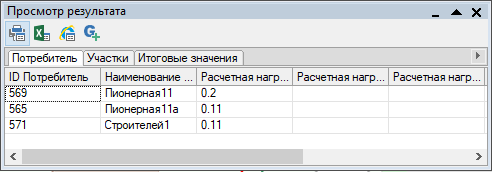 Просмотр результата
Потребитель Участки Итоговые значения
ID Потребитель Наименование ... Расчетная нагр... Расчетная нагр... Расчетная нагр...
569 Пионерная11 0.2
565 Пионерная11а 0.11
571 Строителей1 0.11